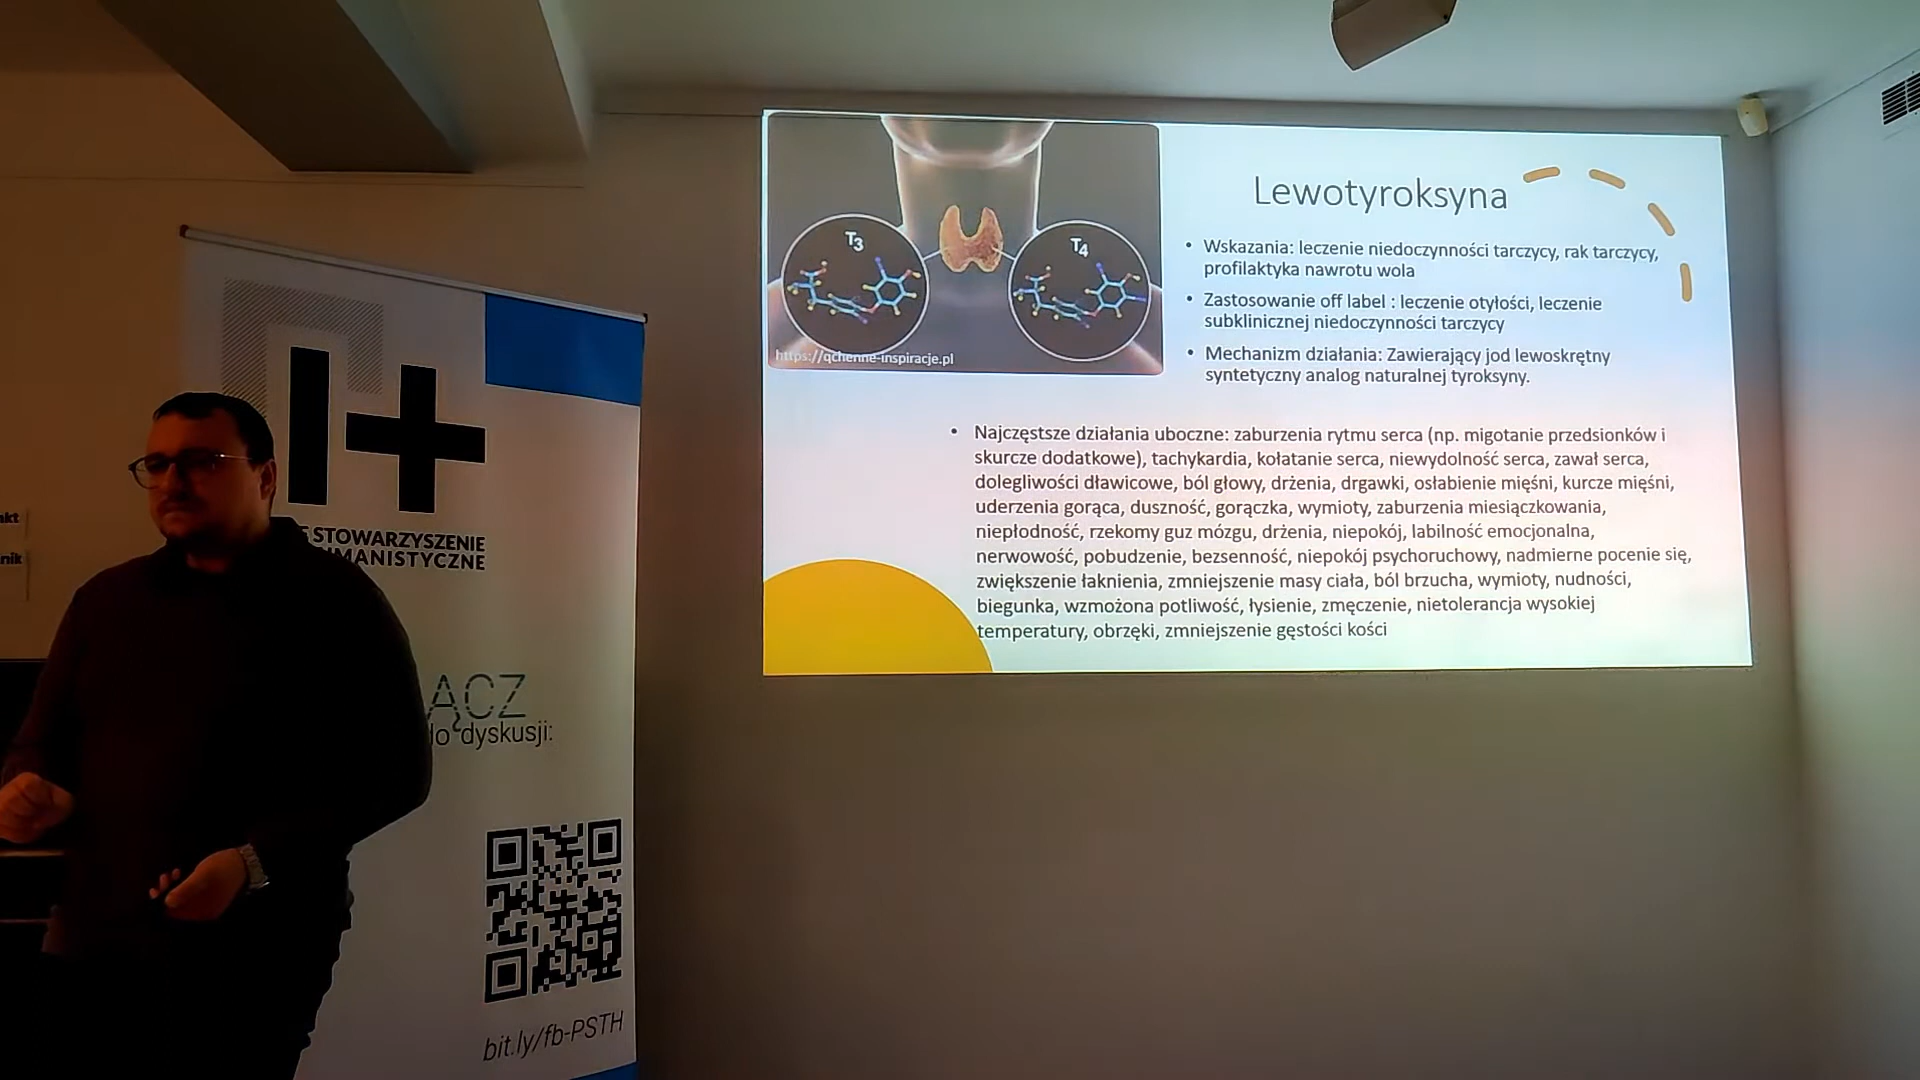 akt
nik
STOWARZYSZENIE
MANISTYCZNE
ĄCZ
do dyskusji:
bit.ly/fb-PSTH
T3
T4
https://qchenne-inspiracje.pl
Lewotyroksyna
• Wskazania: leczenie niedoczynności tarczycy, rak tarczycy,
profilaktyka nawrotu wola
• Zastosowanie off label : leczenie otyłości, leczenie
subklinicznej niedoczynności tarczycy
• Mechanizm działania: Zawierający jod lewoskrętny
syntetyczny analog naturalnej tyroksyny.
• Najczęstsze działania uboczne: zaburzenia rytmu serca (np. migotanie przedsionków i
skurcze dodatkowe), tachykardia, kołatanie serca, niewydolność serca, zawał serca,
dolegliwości dławicowe, ból głowy, drżenia, drgawki, osłabienie mięśni, kurcze mięśni,
uderzenia gorąca, duszność, gorączka, wymioty, zaburzenia miesiączkowania,
niepłodność, rzekomy guz mózgu, drżenia, niepokój, labilność emocjonalna,
nerwowość, pobudzenie, bezsenność, niepokój psychoruchowy, nadmierne pocenie się,
zwiększenie łaknienia, zmniejszenie masy ciała, ból brzucha, wymioty, nudności,
biegunka, wzmożona potliwość, łysienie, zmęczenie, nietolerancja wysokiej
temperatury, obrzęki, zmniejszenie gęstości kości